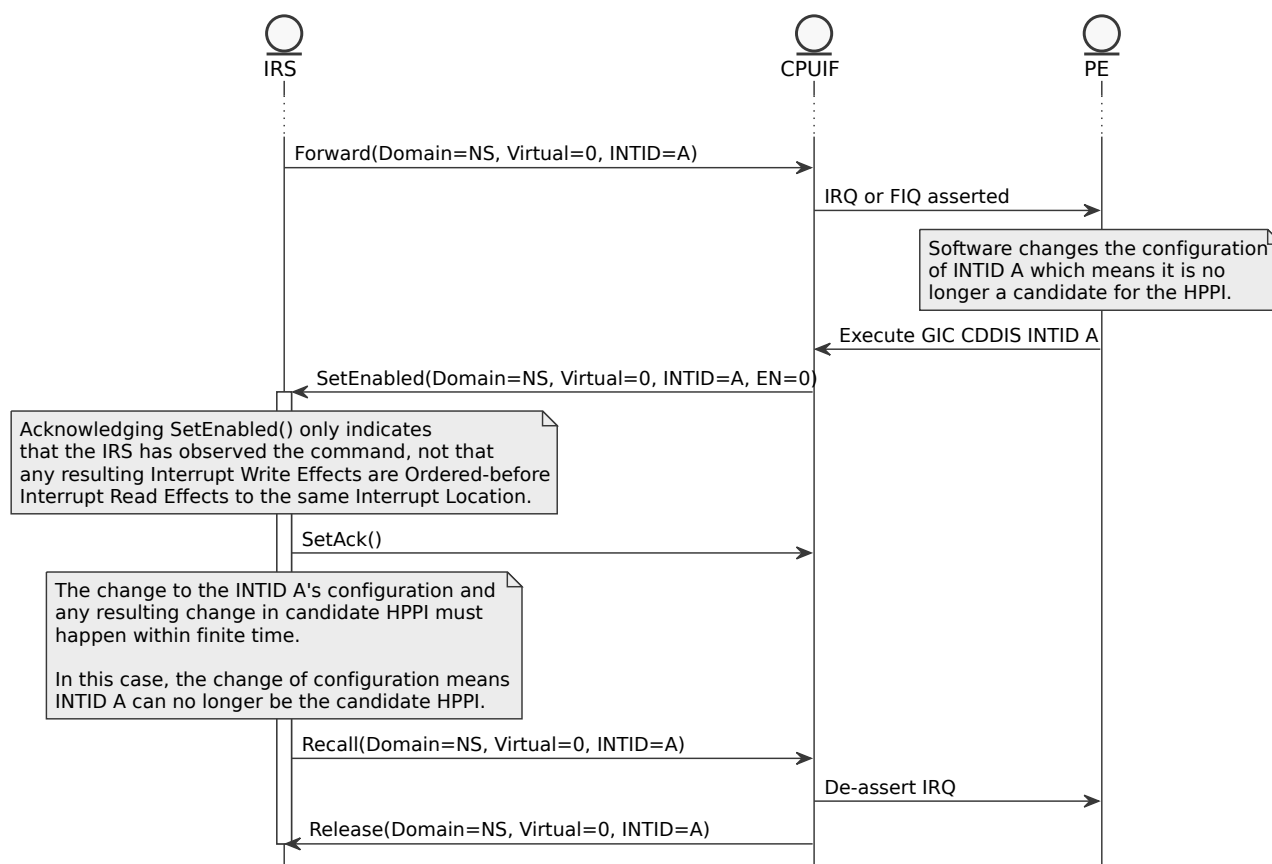 IRS
CPUIF
PE
Forward(Domain=NS, Virtual=0, INTID=A)
IRQ or FIQ asserted
Software changes the configuration
of INTID A which means it is no
longer a candidate for the HPPI.
Execute GIC CDDIS INTID A
SetEnabled(Domain=NS, Virtual=0, INTID=A, EN=0)
Acknowledging SetEnabled() only indicates
that the IRS has observed the command, not that
any resulting Interrupt Write Effects are Ordered-before
Interrupt Read Effects to the same Interrupt Location.
SetAck()
The change to the INTID A's configuration and
any resulting change in candidate HPPI must
happen within finite time.
In this case, the change of configuration means
INTID A can no longer be the candidate HPPI.
Recall(Domain=NS, Virtual=0, INTID=A)
De-assert IRQ
Release(Domain=NS, Virtual=0, INTID=A)